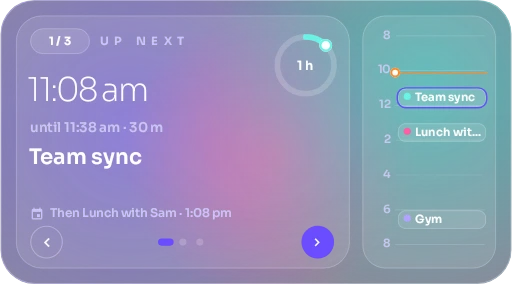 1 / 3 UP NEXT
1 h
11:08 am
until 11:38 am · 30 m
Team sync
Then Lunch with Sam · 1:08 pm
8
10
Team sync
12
Lunch wit...
2
4
6
Gym
8